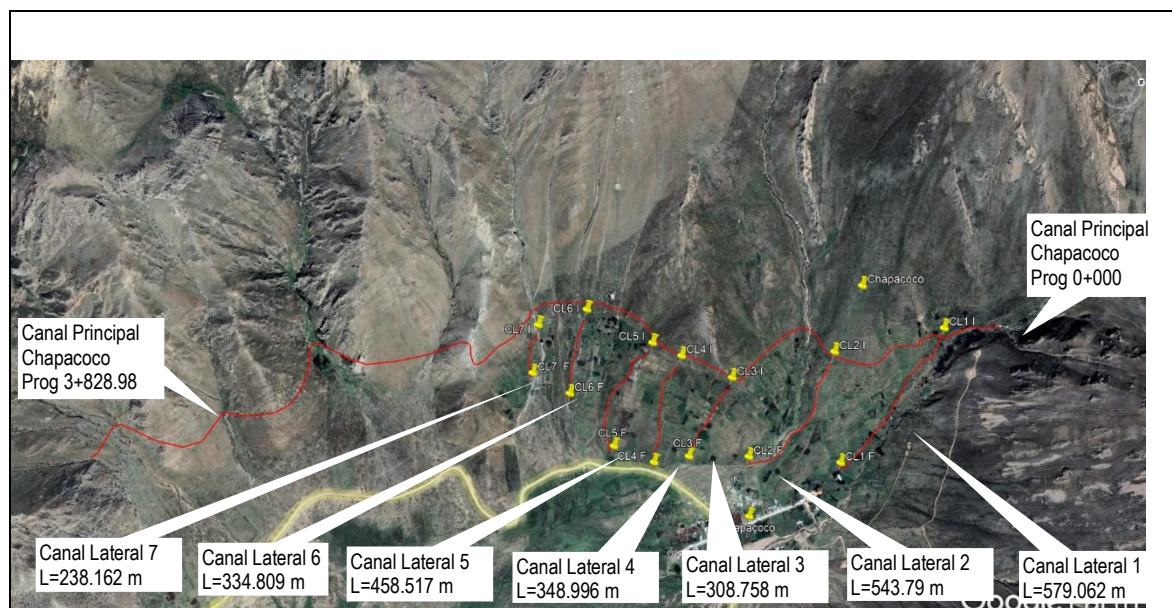 Canal Principal
Chapacoco
Prog 0+000
Chapacoco
CL1 I
CL2 I
CL3 I
CL4 I
CL5 I
CL6 I
CL7 I
CL7 F
CL6 F
CL5 F
CL4 F
CL3 F
CL2 F
CL1 F
Canal Principal
Chapacoco
Prog 3+828.98
Canal Lateral 7
L=238.162 m
Canal Lateral 6
L=334.809 m
Canal Lateral 5
L=458.517 m
Canal Lateral 4
L=348.996 m
Canal Lateral 3
L=308.758 m
Canal Lateral 2
L=543.79 m
Canal Lateral 1
L=579.062 m